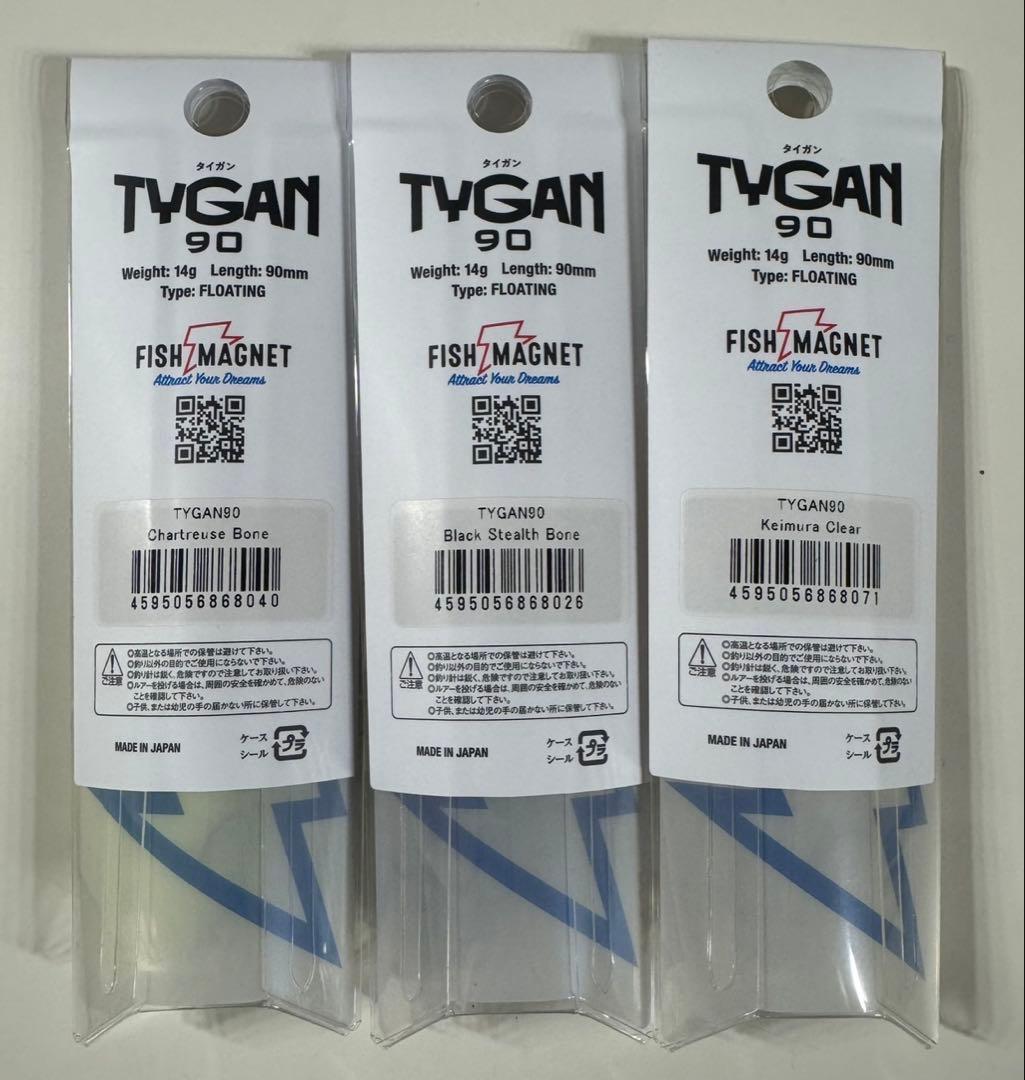 タイガン
TYGAN
90
Weight: 14g Length: 90mm
Type: FLOATING
FISH MAGNET
Attract Your Dreams
TYGAN90
Chartreuse Bone
4595056868040
ご注意
◎高温となる場所での保管は避けて下さい。
◎釣り以外の目的でご使用にならないで下さい。
◎釣り針は鋭く、危険ですので注意してお取り扱い下さい。
◎ルアーを投げる場合は、周囲の安全を確かめて、危険のない
ことを確認して下さい。
◎子供、または幼児の手の届かない所に保管して下さい。
MADE IN JAPAN
ケース
シール
プラ
タイガン
TYGAN
90
Weight: 14g Length: 90mm
Type: FLOATING
FISH MAGNET
Attract Your Dreams
TYGAN90
Black Stealth Bone
4595056868026
ご注意
◎高温となる場所での保管は避けて下さい。
◎釣り以外の目的でご使用にならないで下さい。
◎釣り針は鋭く、危険ですので注意してお取り扱い下さい。
◎ルアーを投げる場合は、周囲の安全を確かめて、危険のない
ことを確認して下さい。
◎子供、または幼児の手の届かない所に保管して下さい。
MADE IN JAPAN
ケース
シール
プラ
タイガン
TYGAN
90
Weight: 14g Length: 90mm
Type: FLOATING
FISH MAGNET
Attract Your Dreams
TYGAN90
Keimura Clear
4595056868071
ご注意
◎高温となる場所での保管は避けて下さい。
◎釣り以外の目的でご使用にならないで下さい。
◎釣り針は鋭く、危険ですので注意してお取り扱い下さい。
◎ルアーを投げる場合は、周囲の安全を確かめて、危険のない
ことを確認して下さい。
◎子供、または幼児の手の届かない所に保管して下さい。
MADE IN JAPAN
ケース
シール
プラ